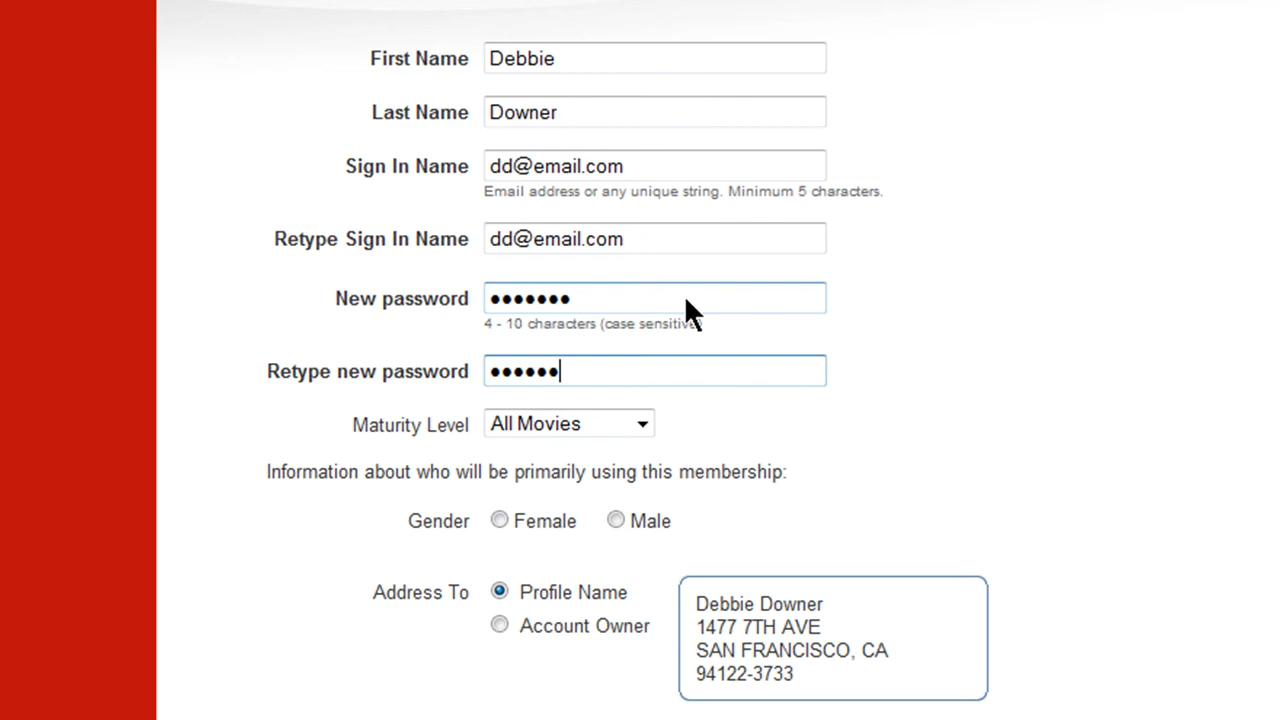 First Name Debbie
Last Name Downer
Sign In Name dd@email.com
Email address or any unique string. Minimum 5 characters.
Retype Sign In Name dd@email.com
New password •••••••
4 - 10 characters (case sensitive)
Retype new password ••••••
Maturity Level All Movies
Information about who will be primarily using this membership:
Gender Female Male
Address To Profile Name
Account Owner
Debbie Downer
1477 7TH AVE
SAN FRANCISCO, CA
94122-3733